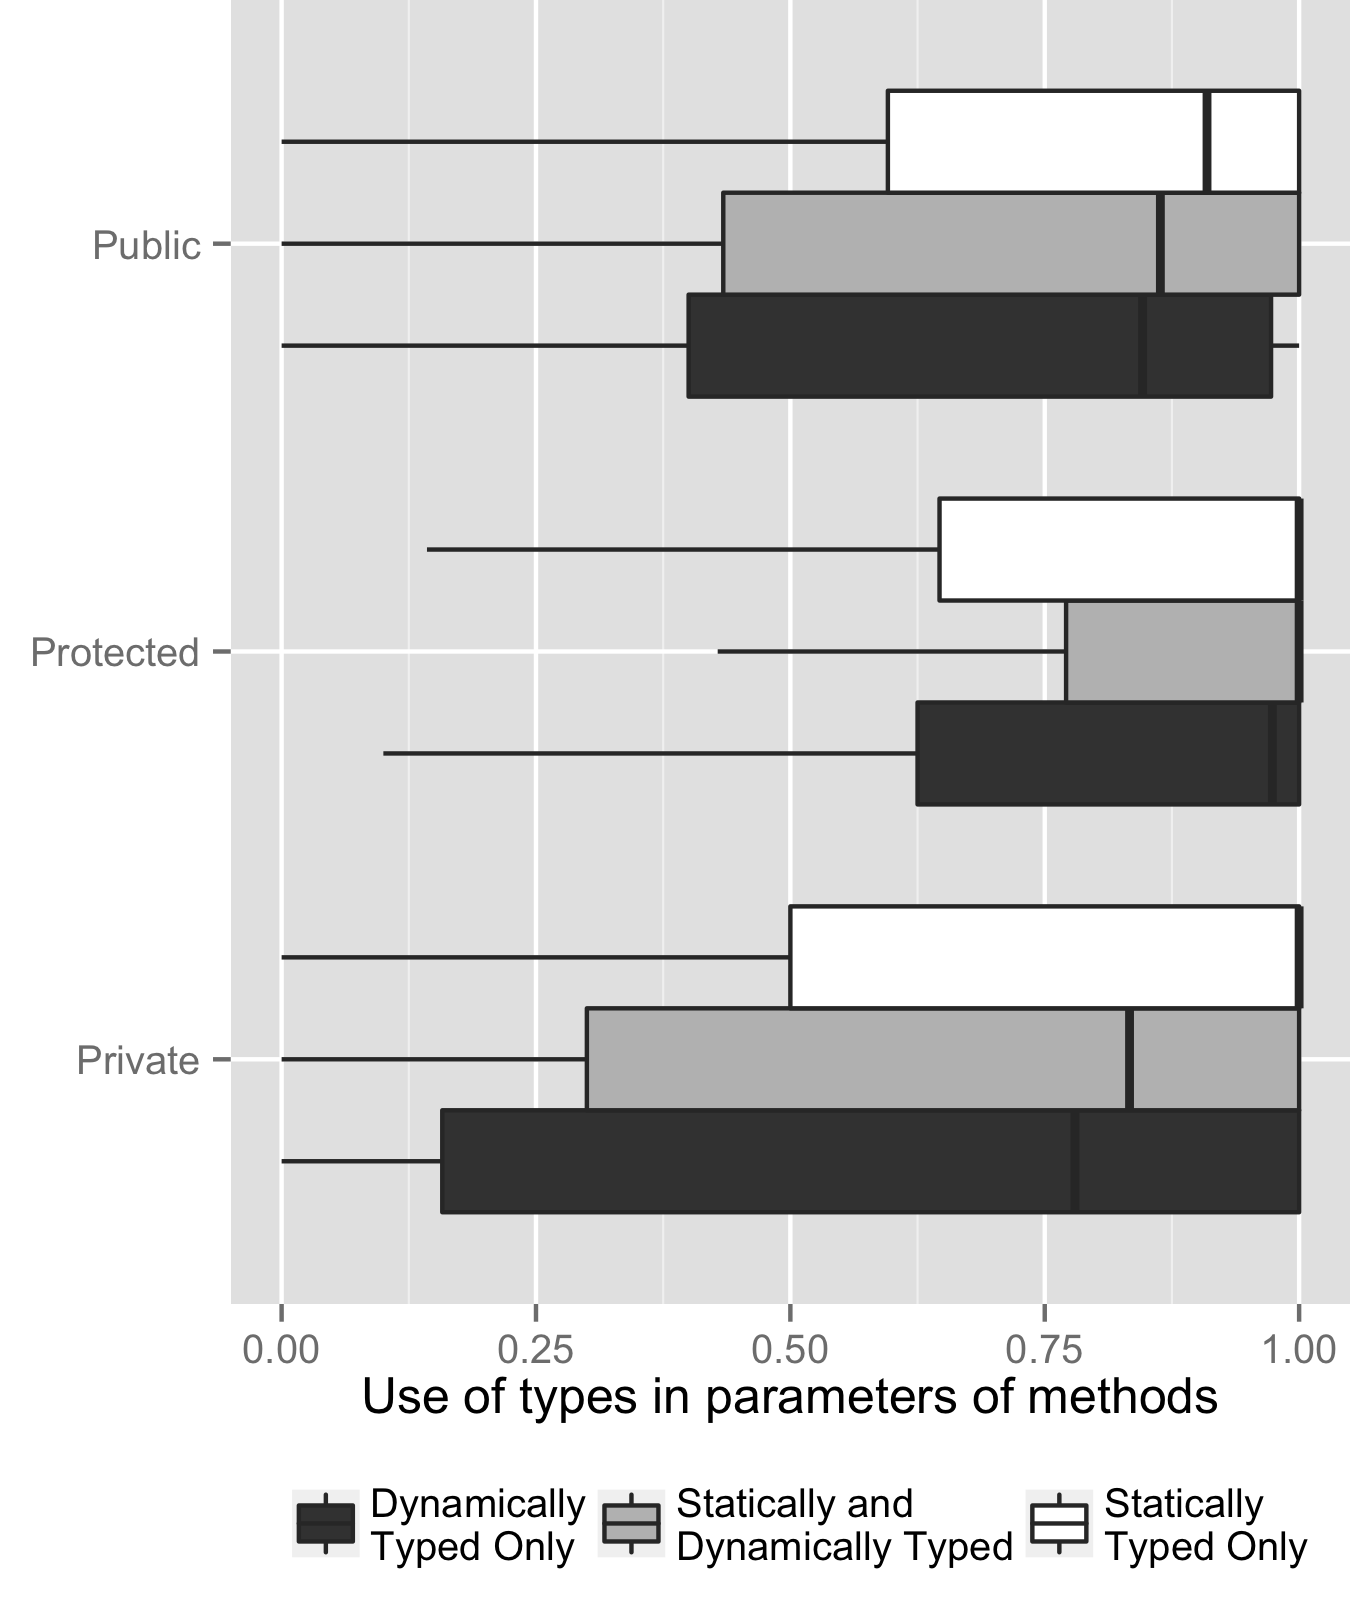 Public
Protected
Private
0.00 0.25 0.50 0.75 1.00
Use of types in parameters of methods
Dynamically
Typed Only
Statically and
Dynamically Typed
Statically
Typed Only